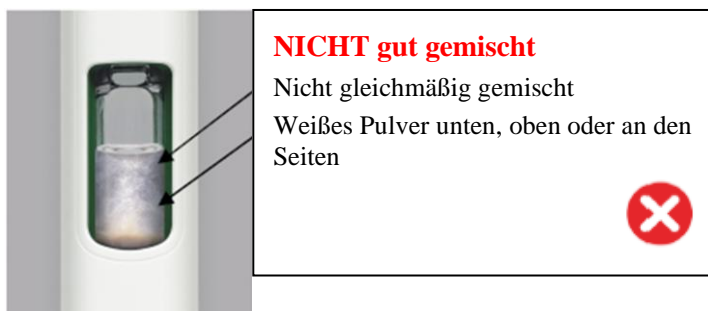 NICHT gut gemischt
Nicht gleichmäßig gemischt
Weißes Pulver unten, oben oder an den
Seiten